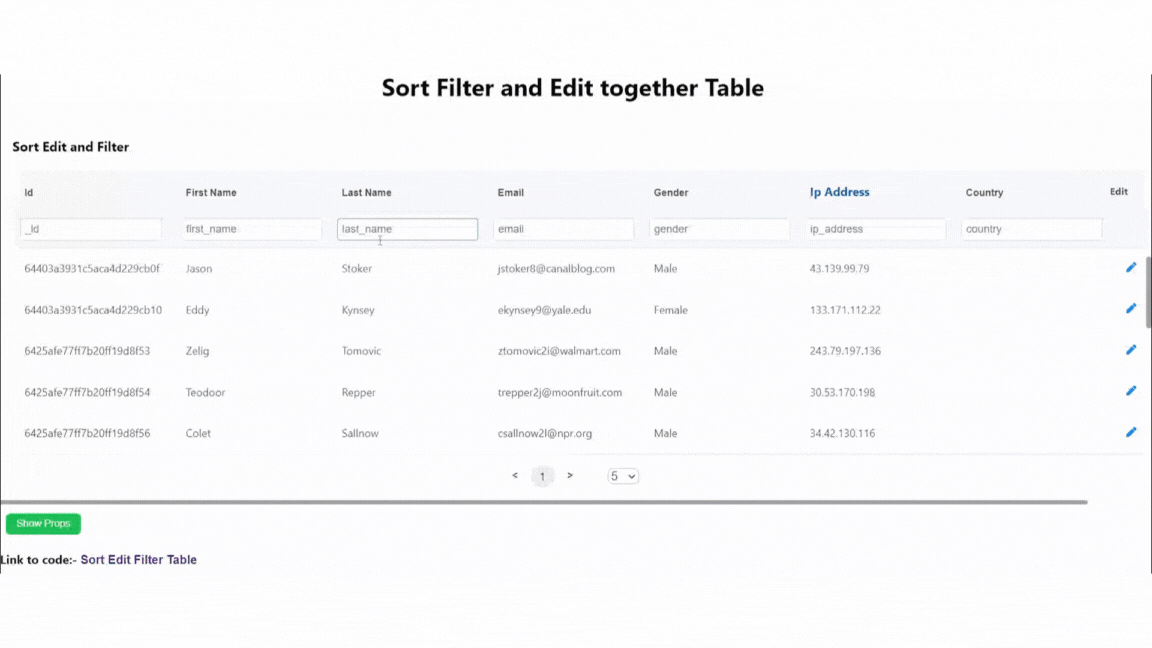 Sort Filter and Edit together Table
Sort Edit and Filter
Id First Name Last Name Email Gender Ip Address Country Edit
_id first_name last_name email gender ip_address country
64403a3931c5aca4d229cb0f Jason Stoker jstoker8@canalblog.com Male 43.139.99.79
64403a3931c5aca4d229cb10 Eddy Kynsey ekynsey9@yale.edu Female 133.171.112.22
6425afe77ff7b20ff19d8f53 Zelig Tomovic ztomovic2i@walmart.com Male 243.79.197.136
6425afe77ff7b20ff19d8f54 Teodoor Repper trepper2j@moonfruit.com Male 30.53.170.198
6425afe77ff7b20ff19d8f56 Colet Sallnow csallnow2l@npr.org Male 34.42.130.116
< 1 > 5
Show Props
Link to code:- Sort Edit Filter Table